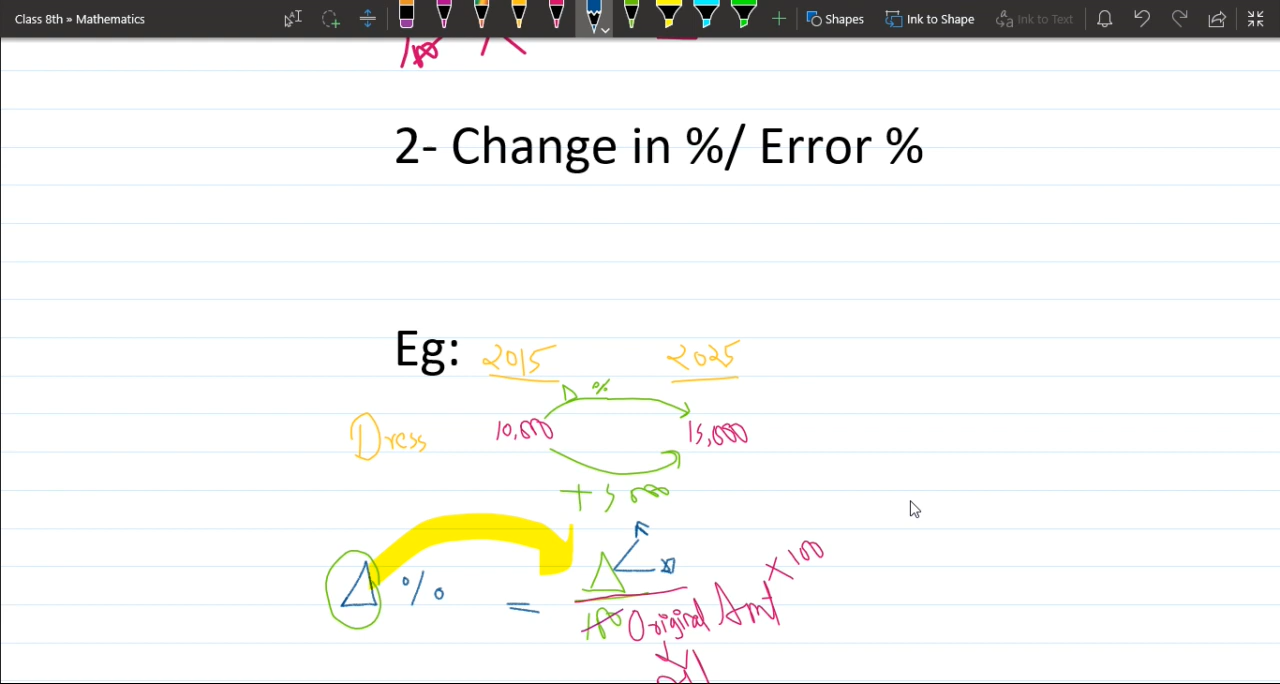 Class 8th » Mathematics
Shapes
Ink to Shape
Ink to Text
2- Change in %/ Error %
Eg: 2015 2025
Δ %
Dress 10,000 15,000
+ 5000
Δ % = Δ
100 Original Amt × 100